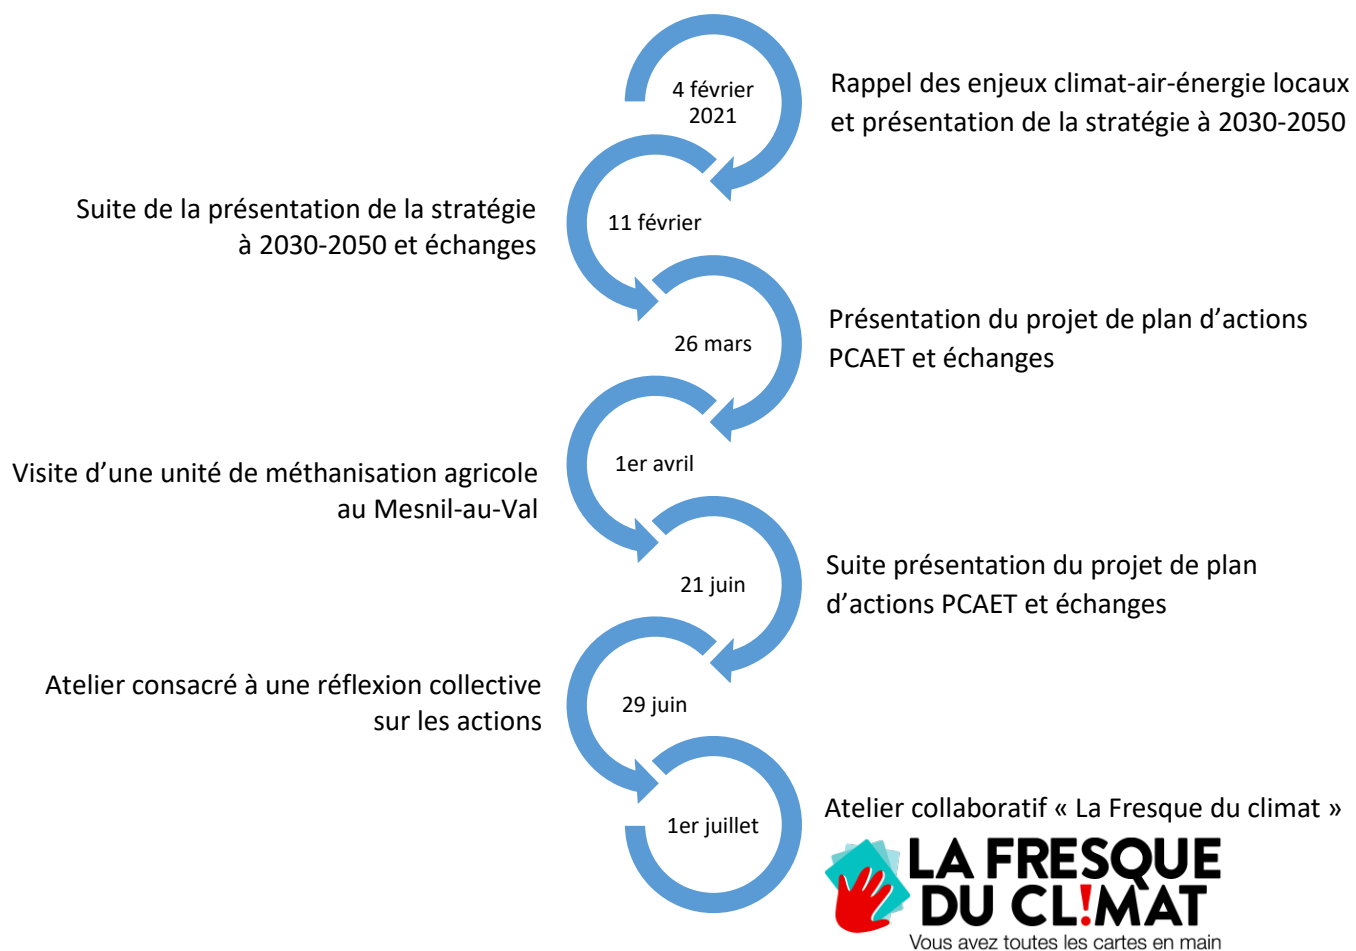 4 février
2021
Rappel des enjeux climat-air-énergie locaux
et présentation de la stratégie à 2030-2050
Suite de la présentation de la stratégie
à 2030-2050 et échanges
11 février
26 mars
Présentation du projet de plan d’actions
PCAET et échanges
Visite d’une unité de méthanisation agricole
au Mesnil-au-Val
1er avril
21 juin
Suite présentation du projet de plan
d’actions PCAET et échanges
Atelier consacré à une réflexion collective
sur les actions
29 juin
1er juillet
Atelier collaboratif « La Fresque du climat »
LA FRESQUE
DU CL!MAT
Vous avez toutes les cartes en main